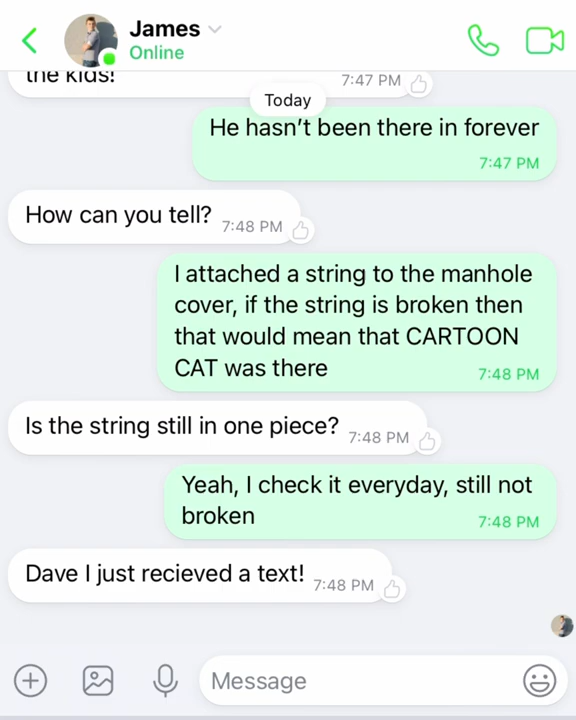 James
Online
the kids!
7:47 PM
Today
He hasn’t been there in forever
7:47 PM
How can you tell? 7:48 PM
I attached a string to the manhole
cover, if the string is broken then
that would mean that CARTOON
CAT was there 7:48 PM
Is the string still in one piece? 7:48 PM
Yeah, I check it everyday, still not
broken 7:48 PM
Dave I just recieved a text! 7:48 PM
Message